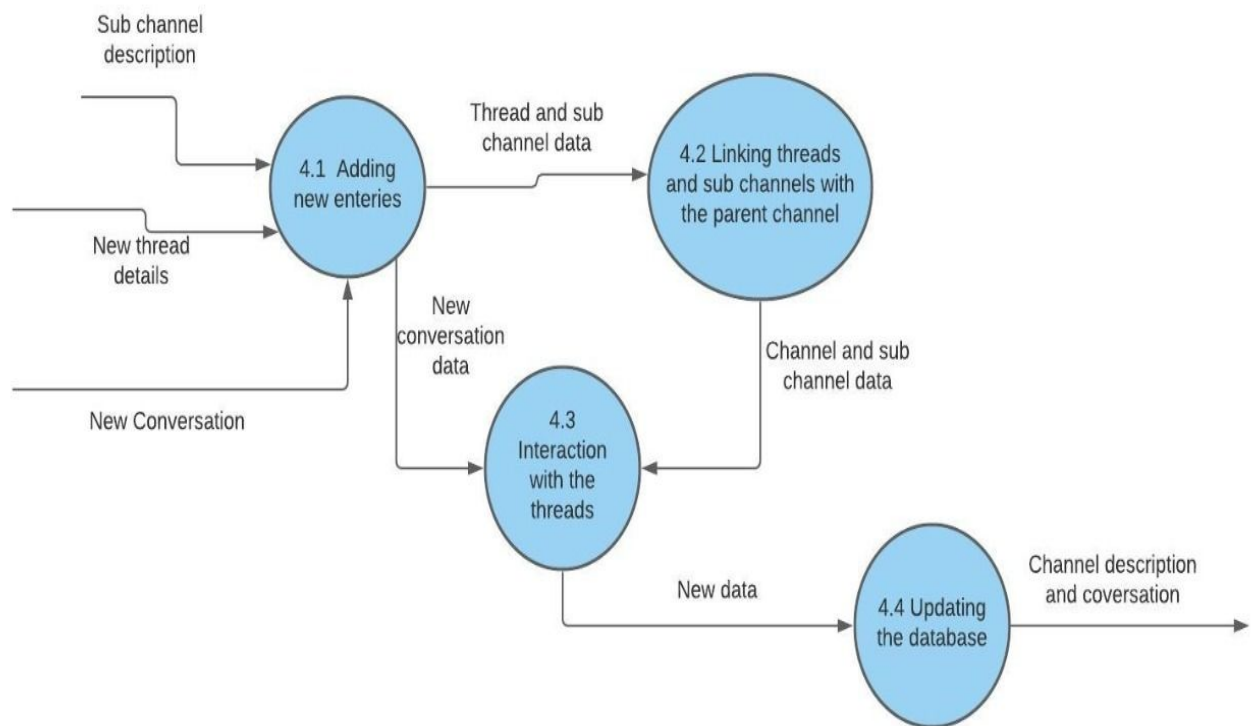 Sub channel
description
Thread and sub
channel data
4.1  Adding
new enteries
4.2 Linking threads
and sub channels with
the parent channel
New thread
details
New
conversation
data
Channel and sub
channel data
New Conversation
4.3
Interaction
with the
threads
New data
4.4 Updating
the database
Channel description
and coversation